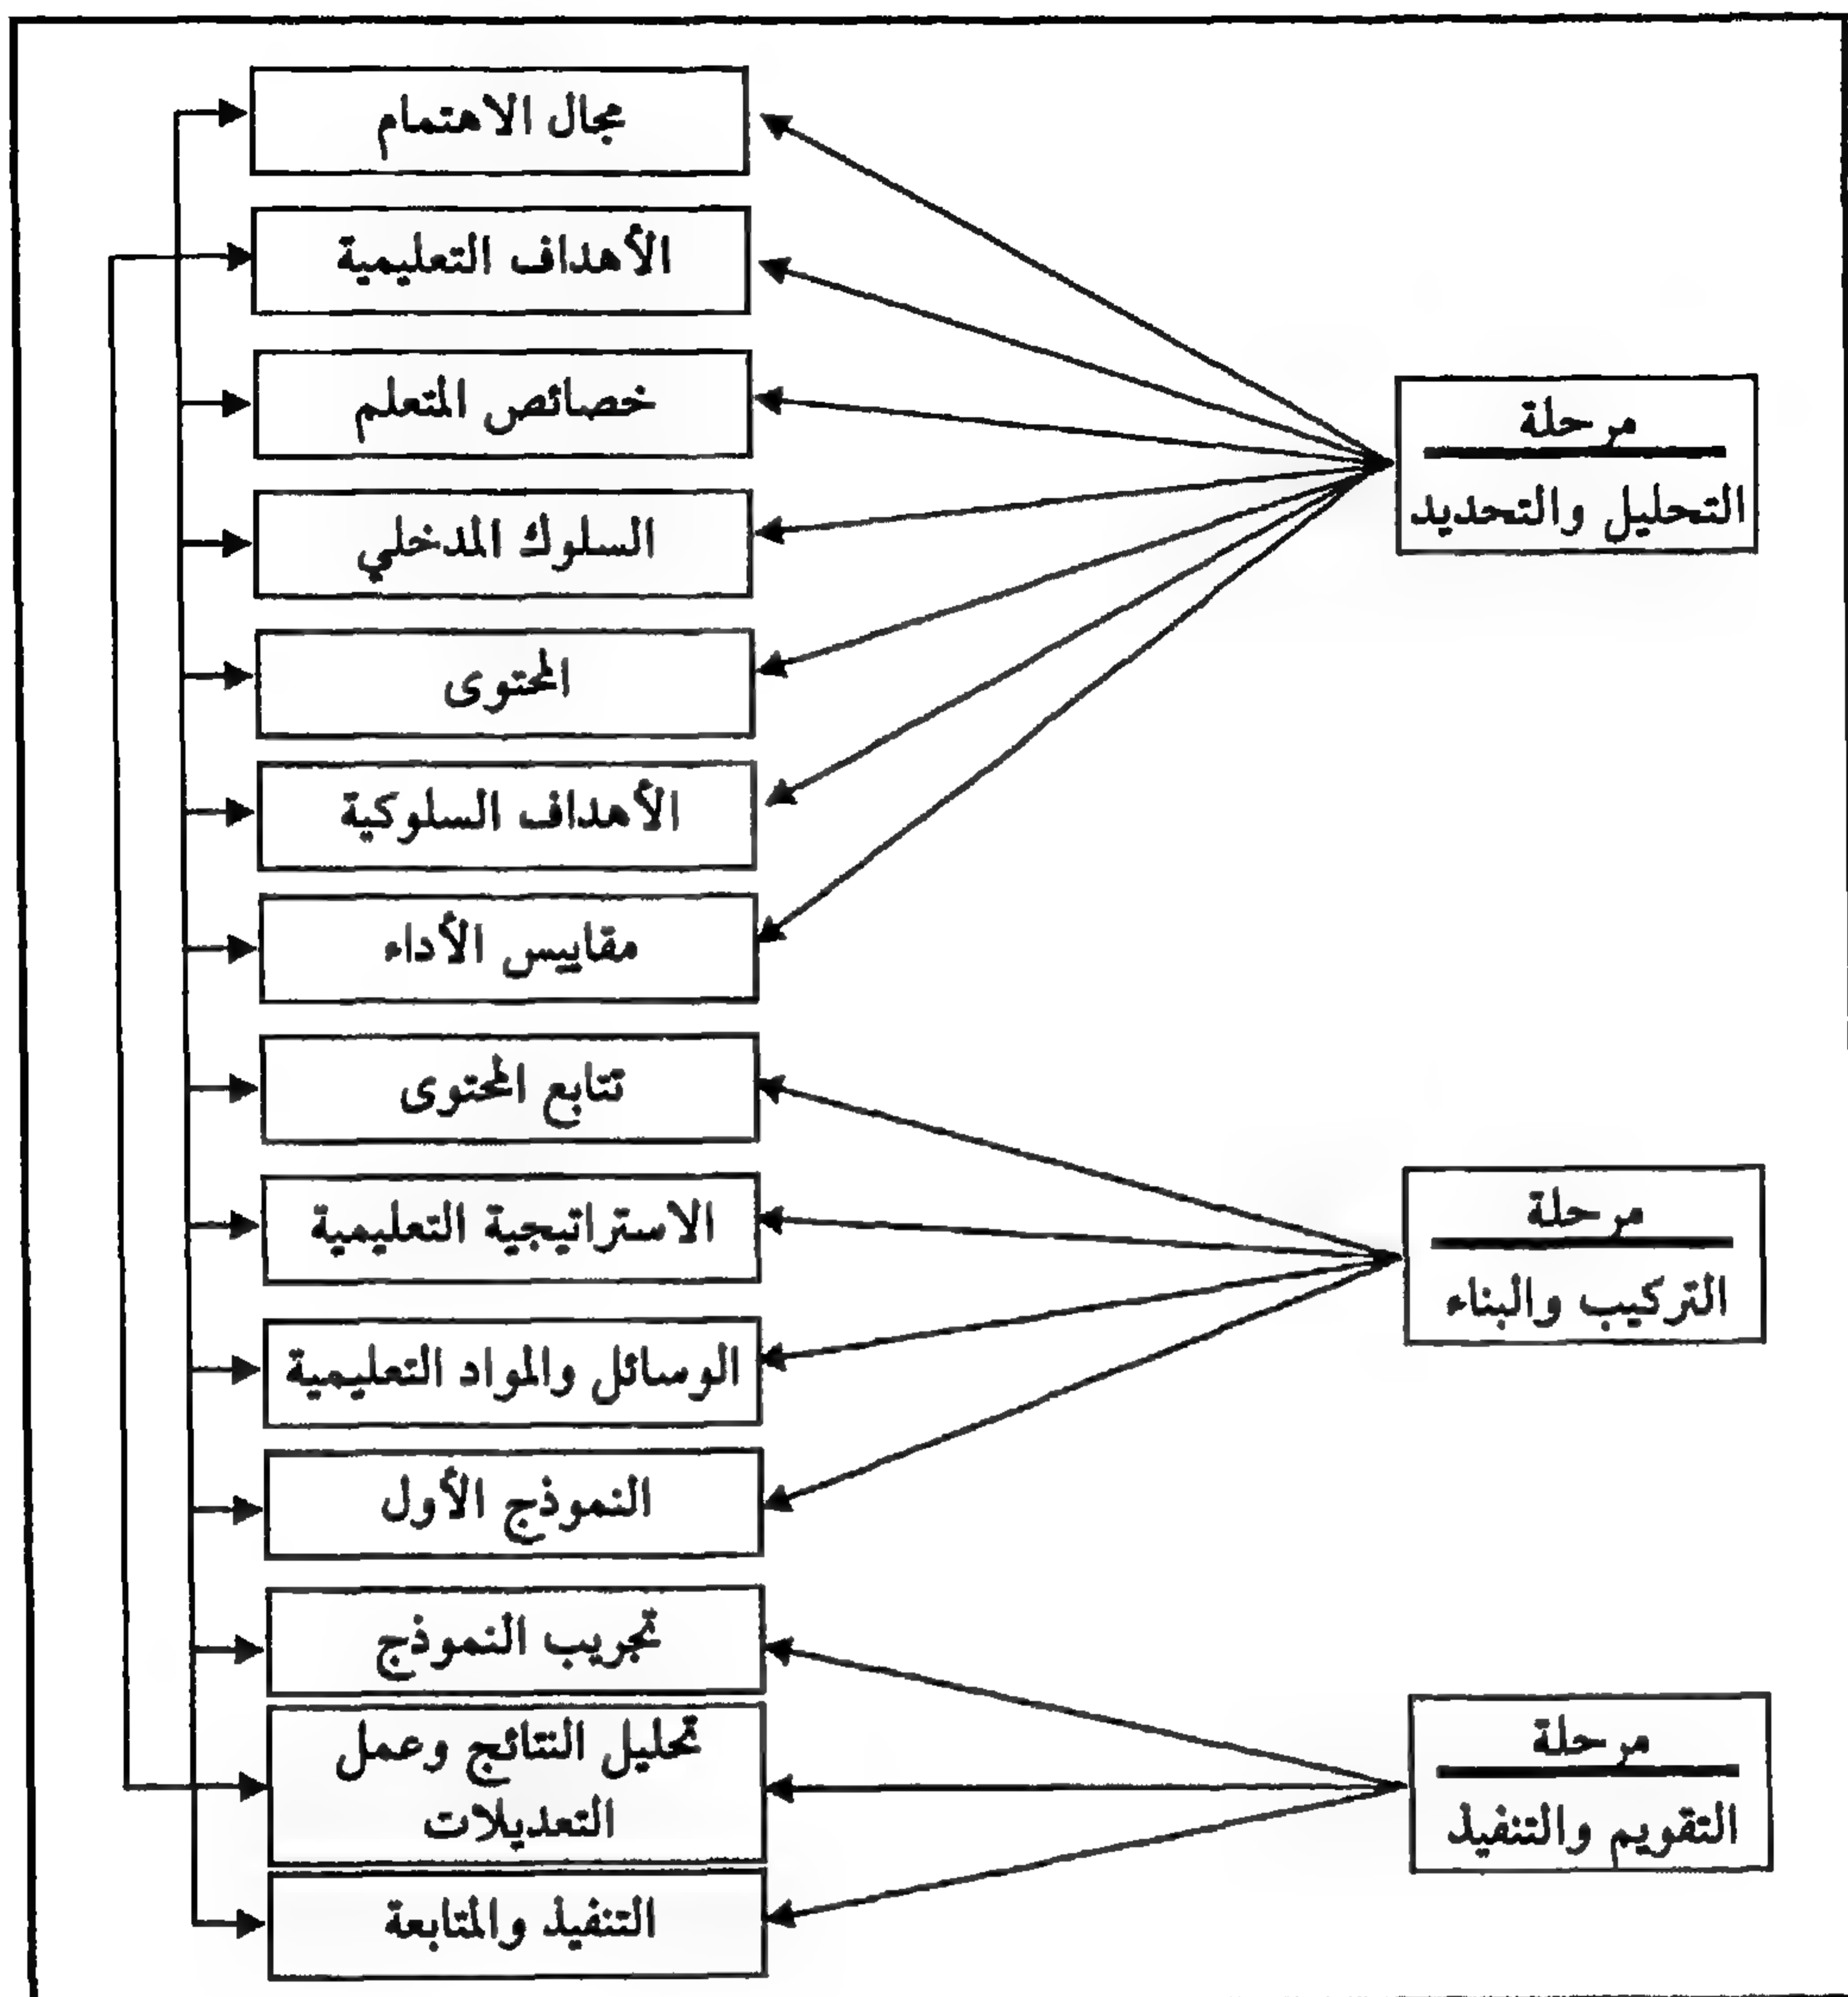 مجال الاهتمام
الأهداف التعليمية
خصائص المتعلم
السلوك المدخلي
المحتوى
الأهداف السلوكية
مقاييس الأداء
مرحلة
التحليل والتحديد
تتابع المحتوى
الاستراتيجية التعليمية
الوسائل والمواد التعليمية
النموذج الأول
مرحلة
التركيب والبناء
تجريب النموذج
تحليل النتائج وعمل
التعديلات
التنفيذ والمتابعة
مرحلة
التقويم والتنفيذ